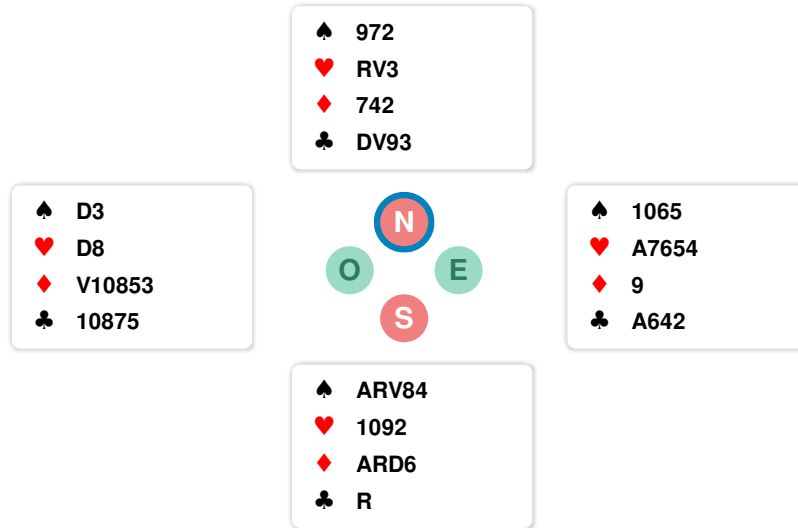 ♠ 972
♥ RV3
♦ 742
♣ DV93
♠ D3
♥ D8
♦ V10853
♣ 10875
N
O E
S
♠ 1065
♥ A7654
♦ 9
♣ A642
♠ ARV84
♥ 1092
♦ ARD6
♣ R